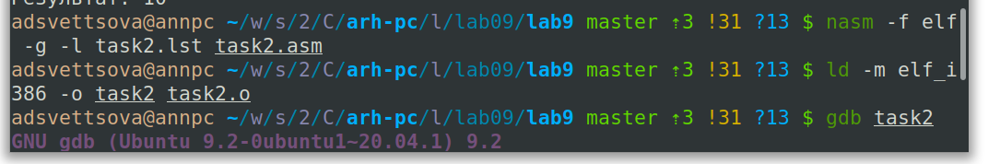 Результат: 10
adsvettsova@annpc ~/w/s/2/C/arh-pc/l/lab09/lab9 master ⇡3 !31 ?13 $ nasm -f elf
 -g -l task2.lst task2.asm
adsvettsova@annpc ~/w/s/2/C/arh-pc/l/lab09/lab9 master ⇡3 !31 ?13 $ ld -m elf_i
386 -o task2 task2.o
adsvettsova@annpc ~/w/s/2/C/arh-pc/l/lab09/lab9 master ⇡3 !31 ?13 $ gdb task2
GNU gdb (Ubuntu 9.2-0ubuntu1~20.04.1) 9.2